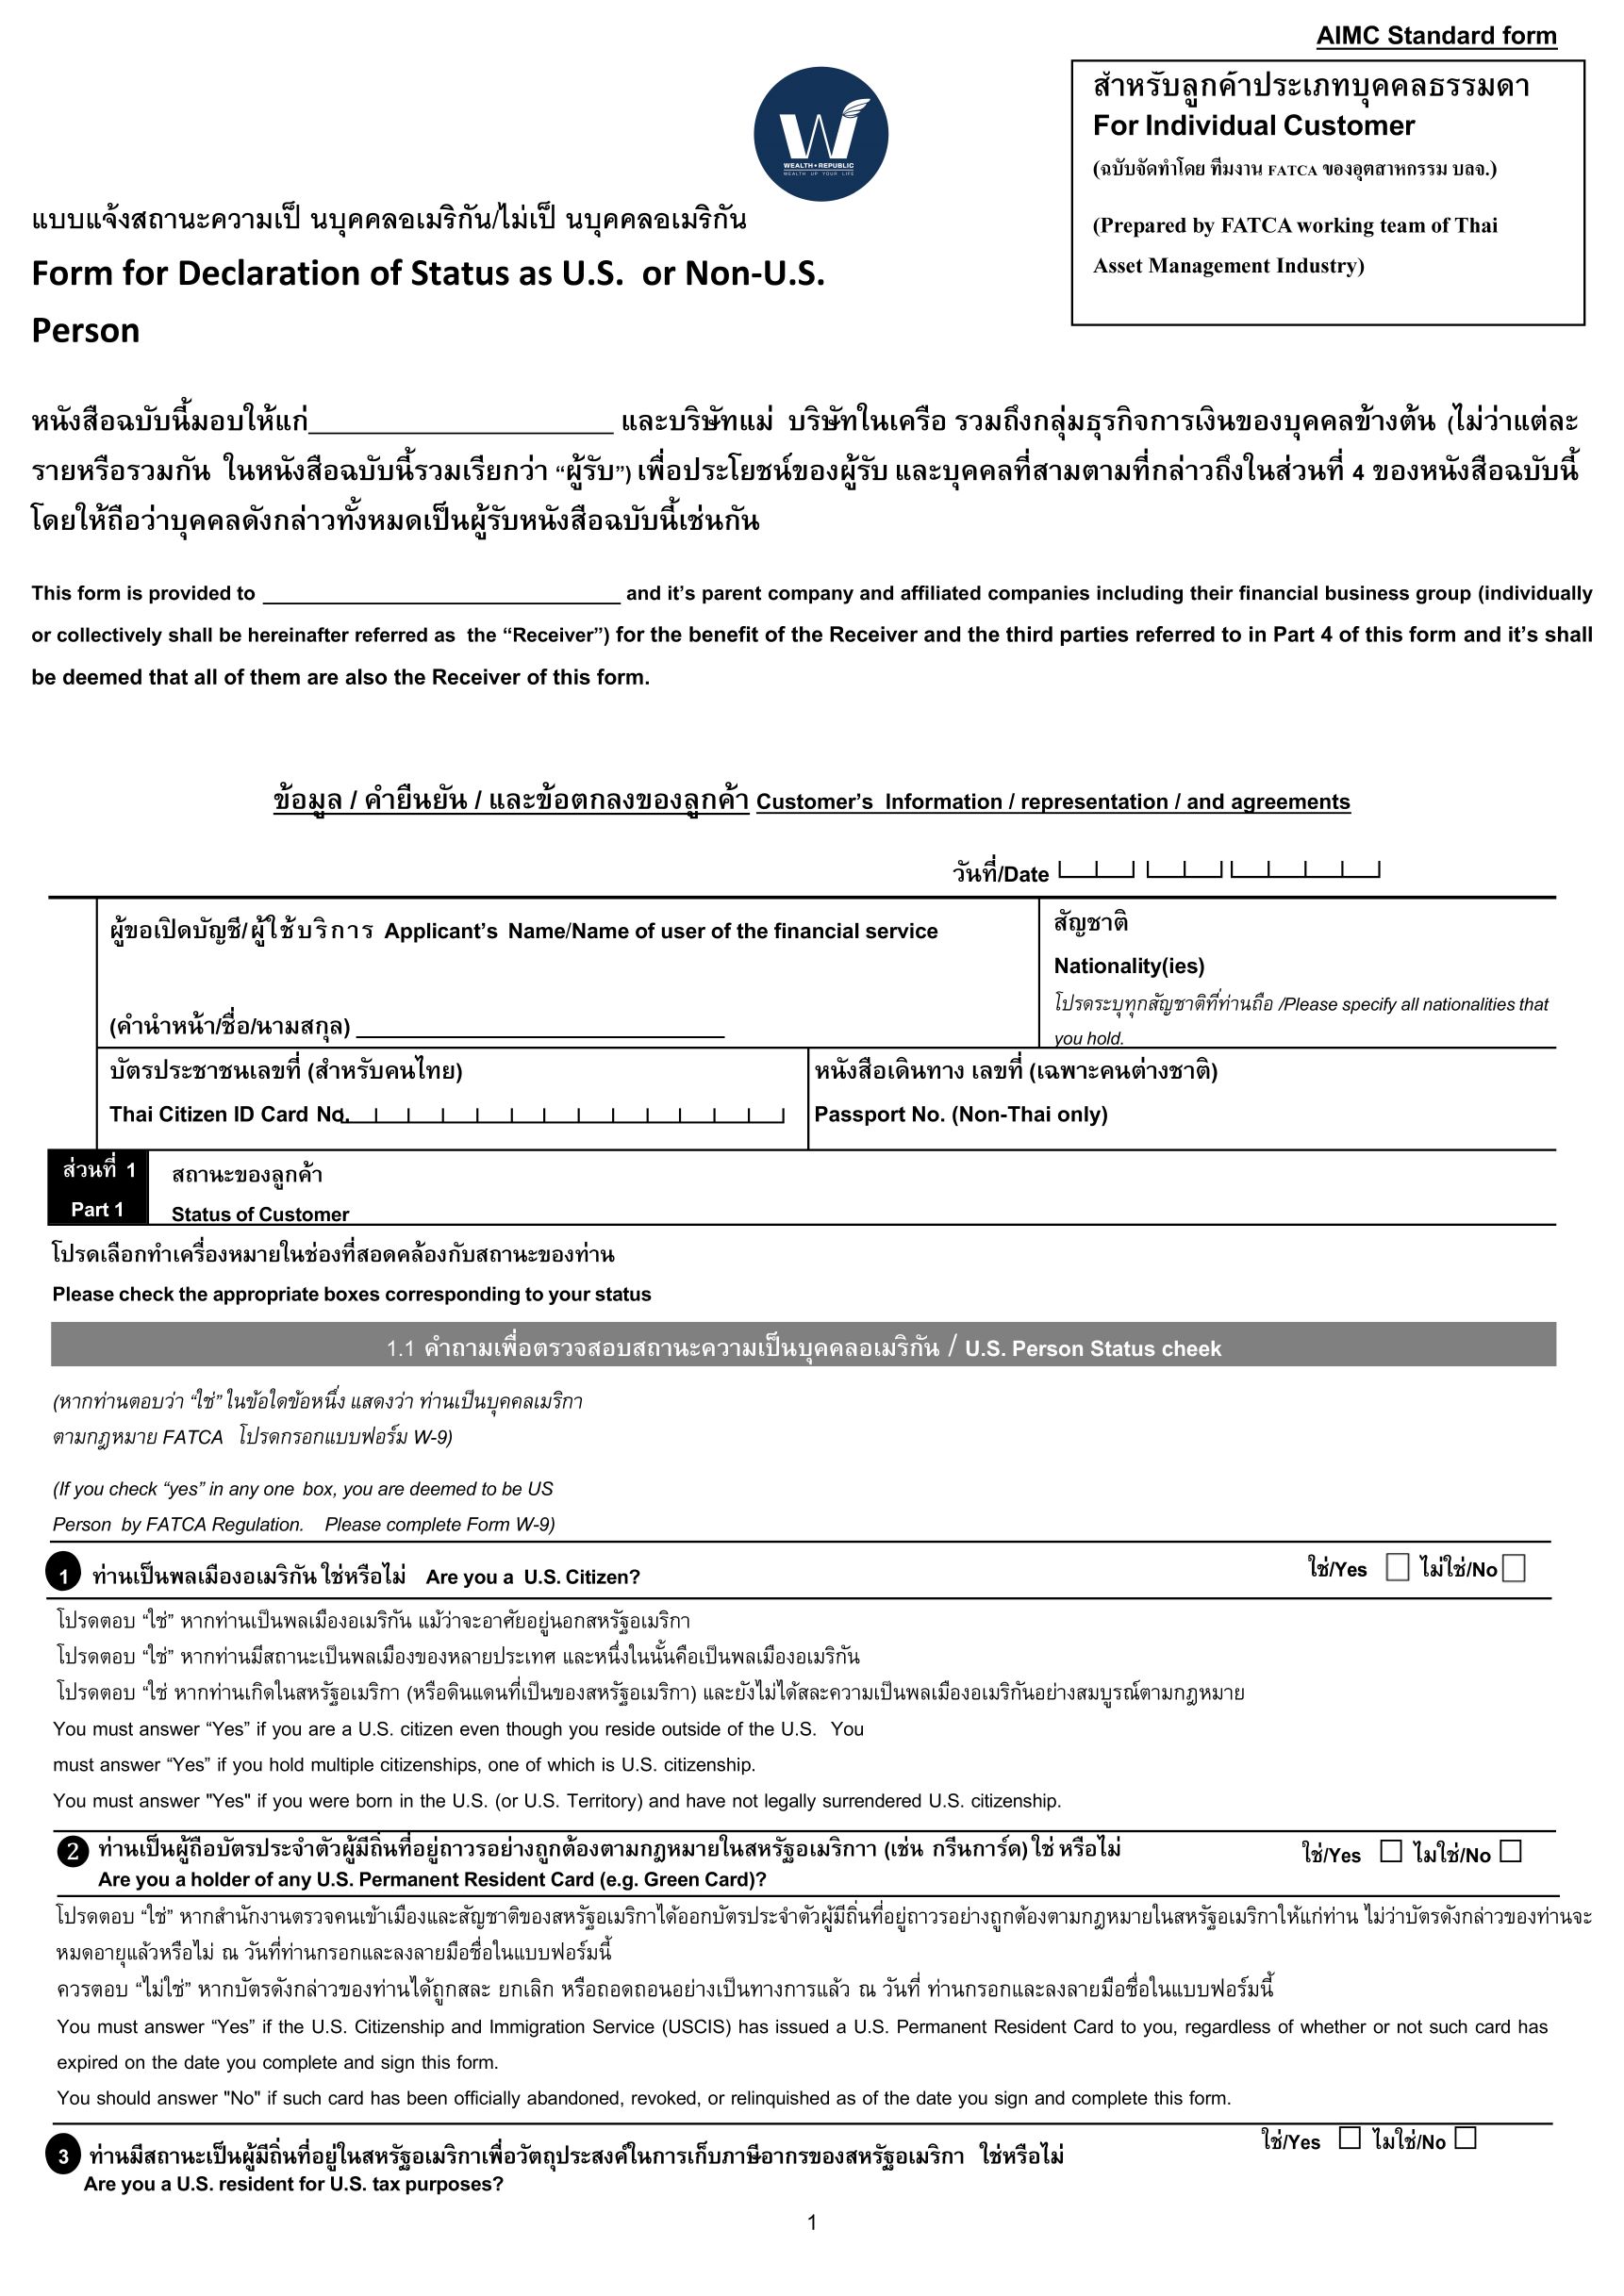 AIMC Standard form
สำหรับลูกค้าประเภทบุคคลธรรมดา
For Individual Customer
(ฉบับจัดทำโดย ทีมงาน FATCA ของอุตสาหกรรม บลจ.)
(Prepared by FATCA working team of Thai
Asset Management Industry)
W
WEALTH•REPUBLIC
WEALTH UP YOUR LIFE
แบบแจ้งสถานะความเป็ นบุคคลอเมริกัน/ไม่เป็ นบุคคลอเมริกัน
Form for Declaration of Status as U.S. or Non-U.S.
Person
หนังสือฉบับนี้มอบให้แก่______________________ และบริษัทแม่ บริษัทในเครือ รวมถึงกลุ่มธุรกิจการเงินของบุคคลข้างต้น (ไม่ว่าแต่ละ
รายหรือรวมกัน ในหนังสือฉบับนี้รวมเรียกว่า “ผู้รับ”) เพื่อประโยชน์ของผู้รับ และบุคคลที่สามตามที่กล่าวถึงในส่วนที่ 4 ของหนังสือฉบับนี้
โดยให้ถือว่าบุคคลดังกล่าวทั้งหมดเป็นผู้รับหนังสือฉบับนี้เช่นกัน
This form is provided to ______________________ and it’s parent company and affiliated companies including their financial business group (individually
or collectively shall be hereinafter referred as the “Receiver”) for the benefit of the Receiver and the third parties referred to in Part 4 of this form and it’s shall
be deemed that all of them are also the Receiver of this form.
ข้อมูล / คำยืนยัน / และข้อตกลงของลูกค้า Customer’s Information / representation / and agreements
วันที่/Date
ผู้ขอเปิดบัญชี/ผู้ใช้บริการ Applicant’s Name/Name of user of the financial service
(คำนำหน้า/ชื่อ/นามสกุล) ______________________
สัญชาติ
Nationality(ies)
โปรดระบุทุกสัญชาติที่ท่านถือ /Please specify all nationalities that
you hold.
บัตรประชาชนเลขที่ (สำหรับคนไทย)
Thai Citizen ID Card No.
หนังสือเดินทาง เลขที่ (เฉพาะคนต่างชาติ)
Passport No. (Non-Thai only)
ส่วนที่ 1
Part 1
สถานะของลูกค้า
Status of Customer
โปรดเลือกทำเครื่องหมายในช่องที่สอดคล้องกับสถานะของท่าน
Please check the appropriate boxes corresponding to your status
1.1 คำถามเพื่อตรวจสอบสถานะความเป็นบุคคลอเมริกัน / U.S. Person Status cheek
(หากท่านตอบว่า “ใช่” ในข้อใดข้อหนึ่ง แสดงว่า ท่านเป็นบุคคลเมริกา
ตามกฎหมาย FATCA โปรดกรอกแบบฟอร์ม W-9)
(If you check “yes” in any one box, you are deemed to be US
Person by FATCA Regulation. Please complete Form W-9)
1 ท่านเป็นพลเมืองอเมริกัน ใช่หรือไม่ Are you a U.S. Citizen? ใช่/Yes ☐ ไม่ใช่/No ☐
โปรดตอบ “ใช่” หากท่านเป็นพลเมืองอเมริกัน แม้ว่าจะอาศัยอยู่นอกสหรัฐอเมริกา
โปรดตอบ “ใช่” หากท่านมีสถานะเป็นพลเมืองของหลายประเทศ และหนึ่งในนั้นคือเป็นพลเมืองอเมริกัน
โปรดตอบ “ใช่ หากท่านเกิดในสหรัฐอเมริกา (หรือดินแดนที่เป็นของสหรัฐอเมริกา) และยังไม่ได้สละความเป็นพลเมืองอเมริกันอย่างสมบูรณ์ตามกฎหมาย
You must answer “Yes” if you are a U.S. citizen even though you reside outside of the U.S. You
must answer “Yes” if you hold multiple citizenships, one of which is U.S. citizenship.
You must answer "Yes" if you were born in the U.S. (or U.S. Territory) and have not legally surrendered U.S. citizenship.
2 ท่านเป็นผู้ถือบัตรประจำตัวผู้มีถิ่นที่อยู่ถาวรอย่างถูกต้องตามกฎหมายในสหรัฐอเมริกาา (เช่น กรีนการ์ด) ใช่ หรือไม่ ใช่/Yes ☐ ไมใช่/No ☐
Are you a holder of any U.S. Permanent Resident Card (e.g. Green Card)?
โปรดตอบ “ใช่” หากสำนักงานตรวจคนเข้าเมืองและสัญชาติของสหรัฐอเมริกาได้ออกบัตรประจำตัวผู้มีถิ่นที่อยู่ถาวรอย่างถูกต้องตามกฎหมายในสหรัฐอเมริกาให้แก่ท่าน ไม่ว่าบัตรดังกล่าวของท่านจะ
หมดอายุแล้วหรือไม่ ณ วันที่ท่านกรอกและลงลายมือชื่อในแบบฟอร์มนี้
ควรตอบ “ไม่ใช่” หากบัตรดังกล่าวของท่านได้ถูกสละ ยกเลิก หรือถอดถอนอย่างเป็นทางการแล้ว ณ วันที่ ท่านกรอกและลงลายมือชื่อในแบบฟอร์มนี้
You must answer “Yes” if the U.S. Citizenship and Immigration Service (USCIS) has issued a U.S. Permanent Resident Card to you, regardless of whether or not such card has
expired on the date you complete and sign this form.
You should answer "No" if such card has been officially abandoned, revoked, or relinquished as of the date you sign and complete this form.
3 ท่านมีสถานะเป็นผู้มีถิ่นที่อยู่ในสหรัฐอเมริกาเพื่อวัตถุประสงค์ในการเก็บภาษีอากรของสหรัฐอเมริกา ใช่หรือไม่ ใช่/Yes ☐ ไมใช่/No ☐
Are you a U.S. resident for U.S. tax purposes?
1